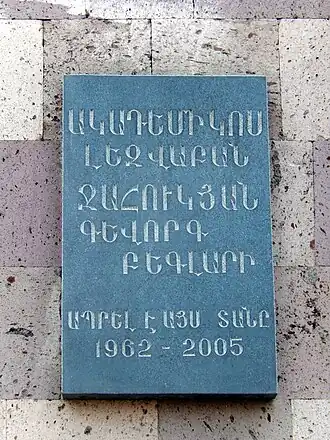 ԱԿԱԴԵՄԻԿՈՍ
ԼԵԶՎԱԲԱՆ
ՋԱՀՈՒԿՅԱՆ
ԳԵՎՈՐԳ
ԲԵԳԼԱՐԻ
ԱՊՐԵԼ Է ԱՅՍ ՏԱՆԸ
1962 - 2005